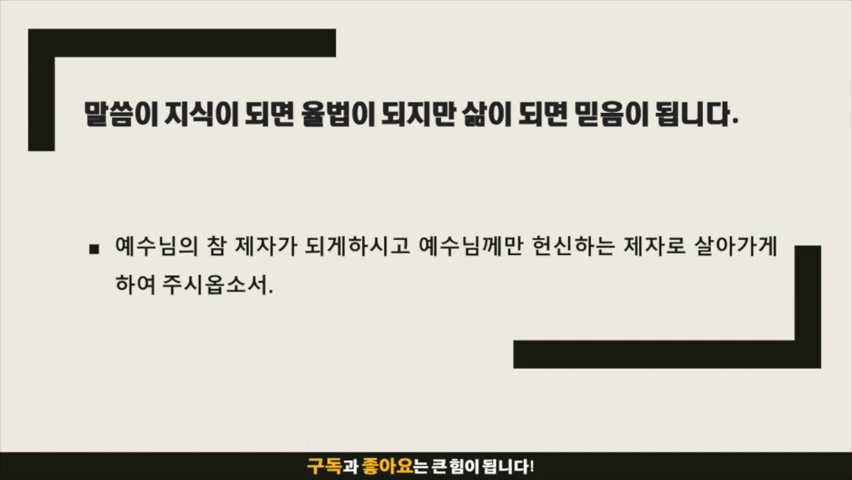 말씀이 지식이 되면 율법이 되지만 삶이 되면 믿음이 됩니다.
예수님의 참 제자가 되게하시고 예수님께만 헌신하는 제자로 살아가게
하여 주시옵소서.
구독과 좋아요는 큰 힘이 됩니다!